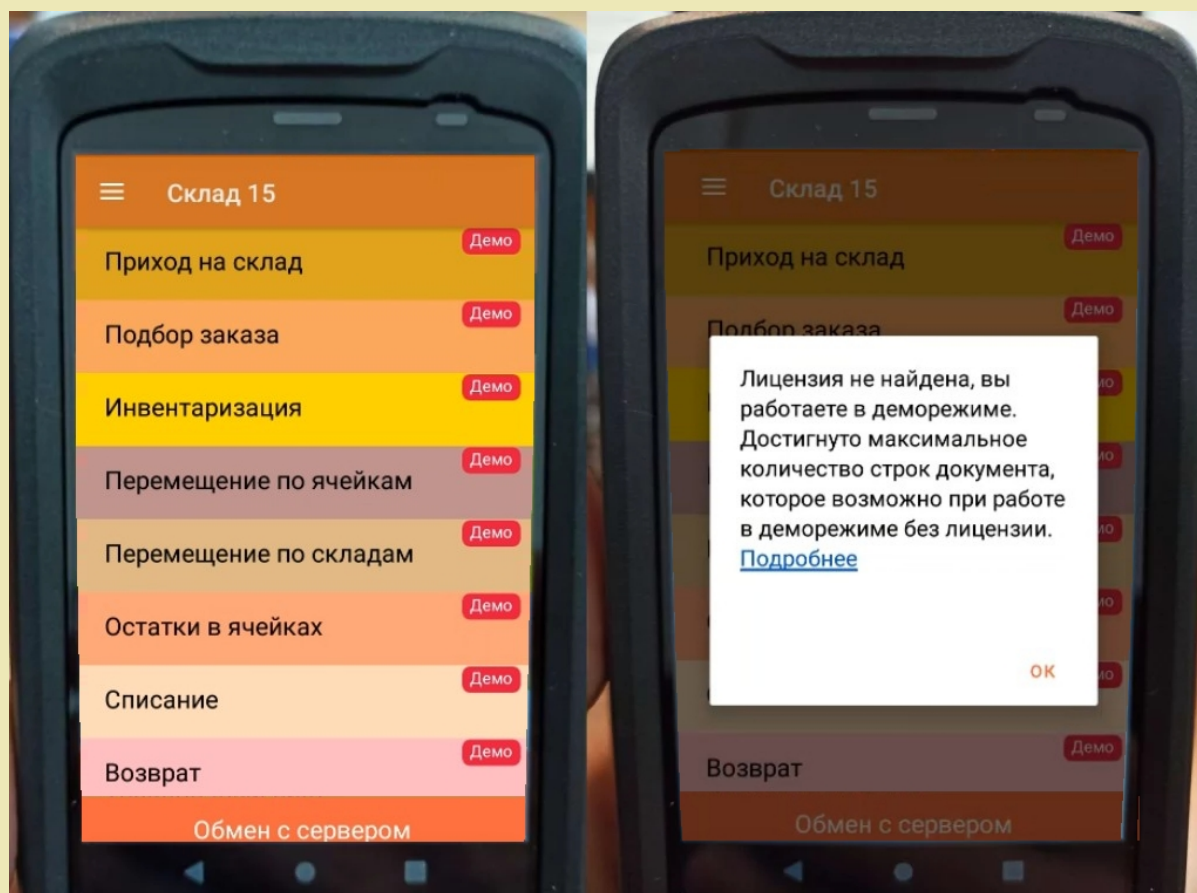 Склад 15
Демо
Приход на склад
Демо
Подбор заказа
Демо
Инвентаризация
Демо
Перемещение по ячейкам
Демо
Перемещение по складам
Демо
Остатки в ячейках
Демо
Списание
Демо
Возврат
Обмен с сервером
Склад 15
Демо
Приход на склад
Демо
Подбор заказа
Лицензия не найдена, вы
работаете в деморежиме.
Достигнуто максимальное
количество строк документа,
которое возможно при работе
в деморежиме без лицензии.
Подробнее
ОК
Демо
Возврат
Обмен с сервером